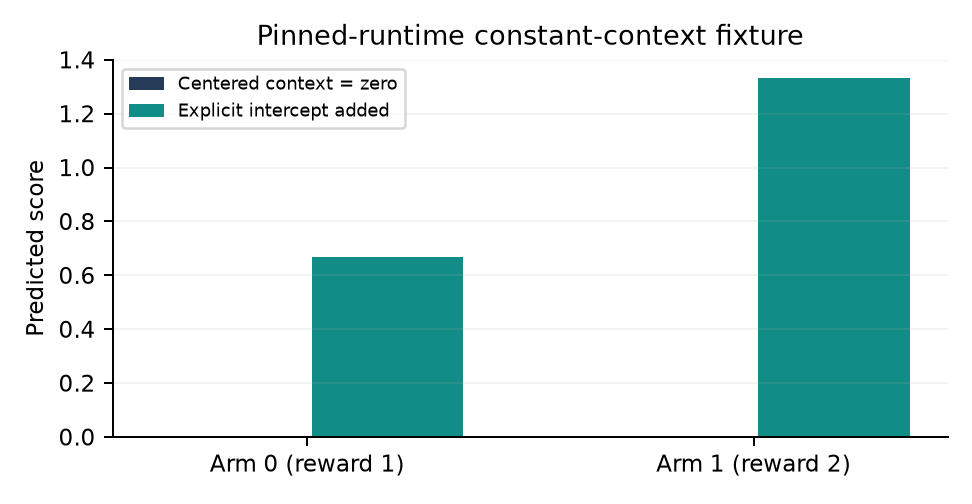 Pinned-runtime constant-context fixture
Centered context = zero
Explicit intercept added
Predicted score
1.4
1.2
1.0
0.8
0.6
0.4
0.2
0.0
Arm 0 (reward 1)
Arm 1 (reward 2)